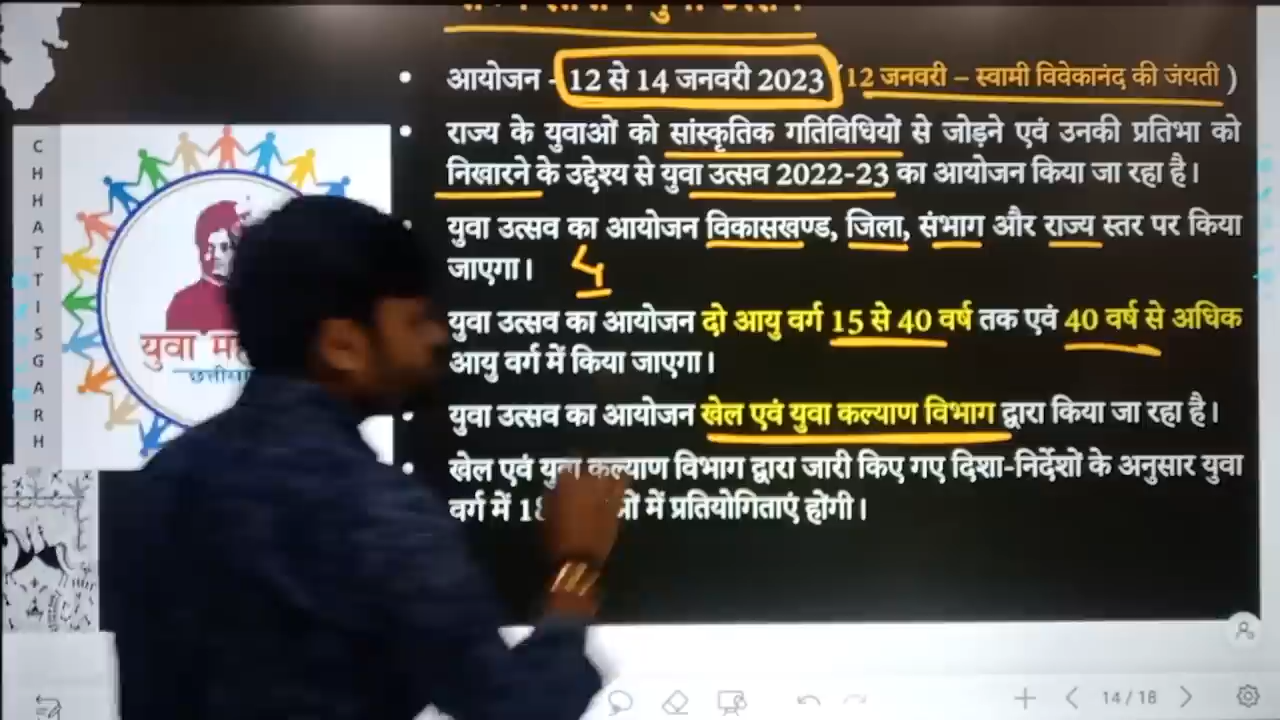 आयोजन - 12 से 14 जनवरी 2023 (12 जनवरी – स्वामी विवेकानंद की जंयती )
राज्य के युवाओं को सांस्कृतिक गतिविधियों से जोड़ने एवं उनकी प्रतिभा को
निखारने के उद्देश्य से युवा उत्सव 2022-23 का आयोजन किया जा रहा है।
युवा उत्सव का आयोजन विकासखण्ड, जिला, संभाग और राज्य स्तर पर किया
जाएगा। 4
युवा उत्सव का आयोजन दो आयु वर्ग 15 से 40 वर्ष तक एवं 40 वर्ष से अधिक
आयु वर्ग में किया जाएगा।
युवा उत्सव का आयोजन खेल एवं युवा कल्याण विभाग द्वारा किया जा रहा है।
खेल एवं युवा कल्याण विभाग द्वारा जारी किए गए दिशा-निर्देशों के अनुसार युवा
वर्ग में में प्रतियोगिताएं होंगी।
CHHATTISGARH
युवा
14 / 18